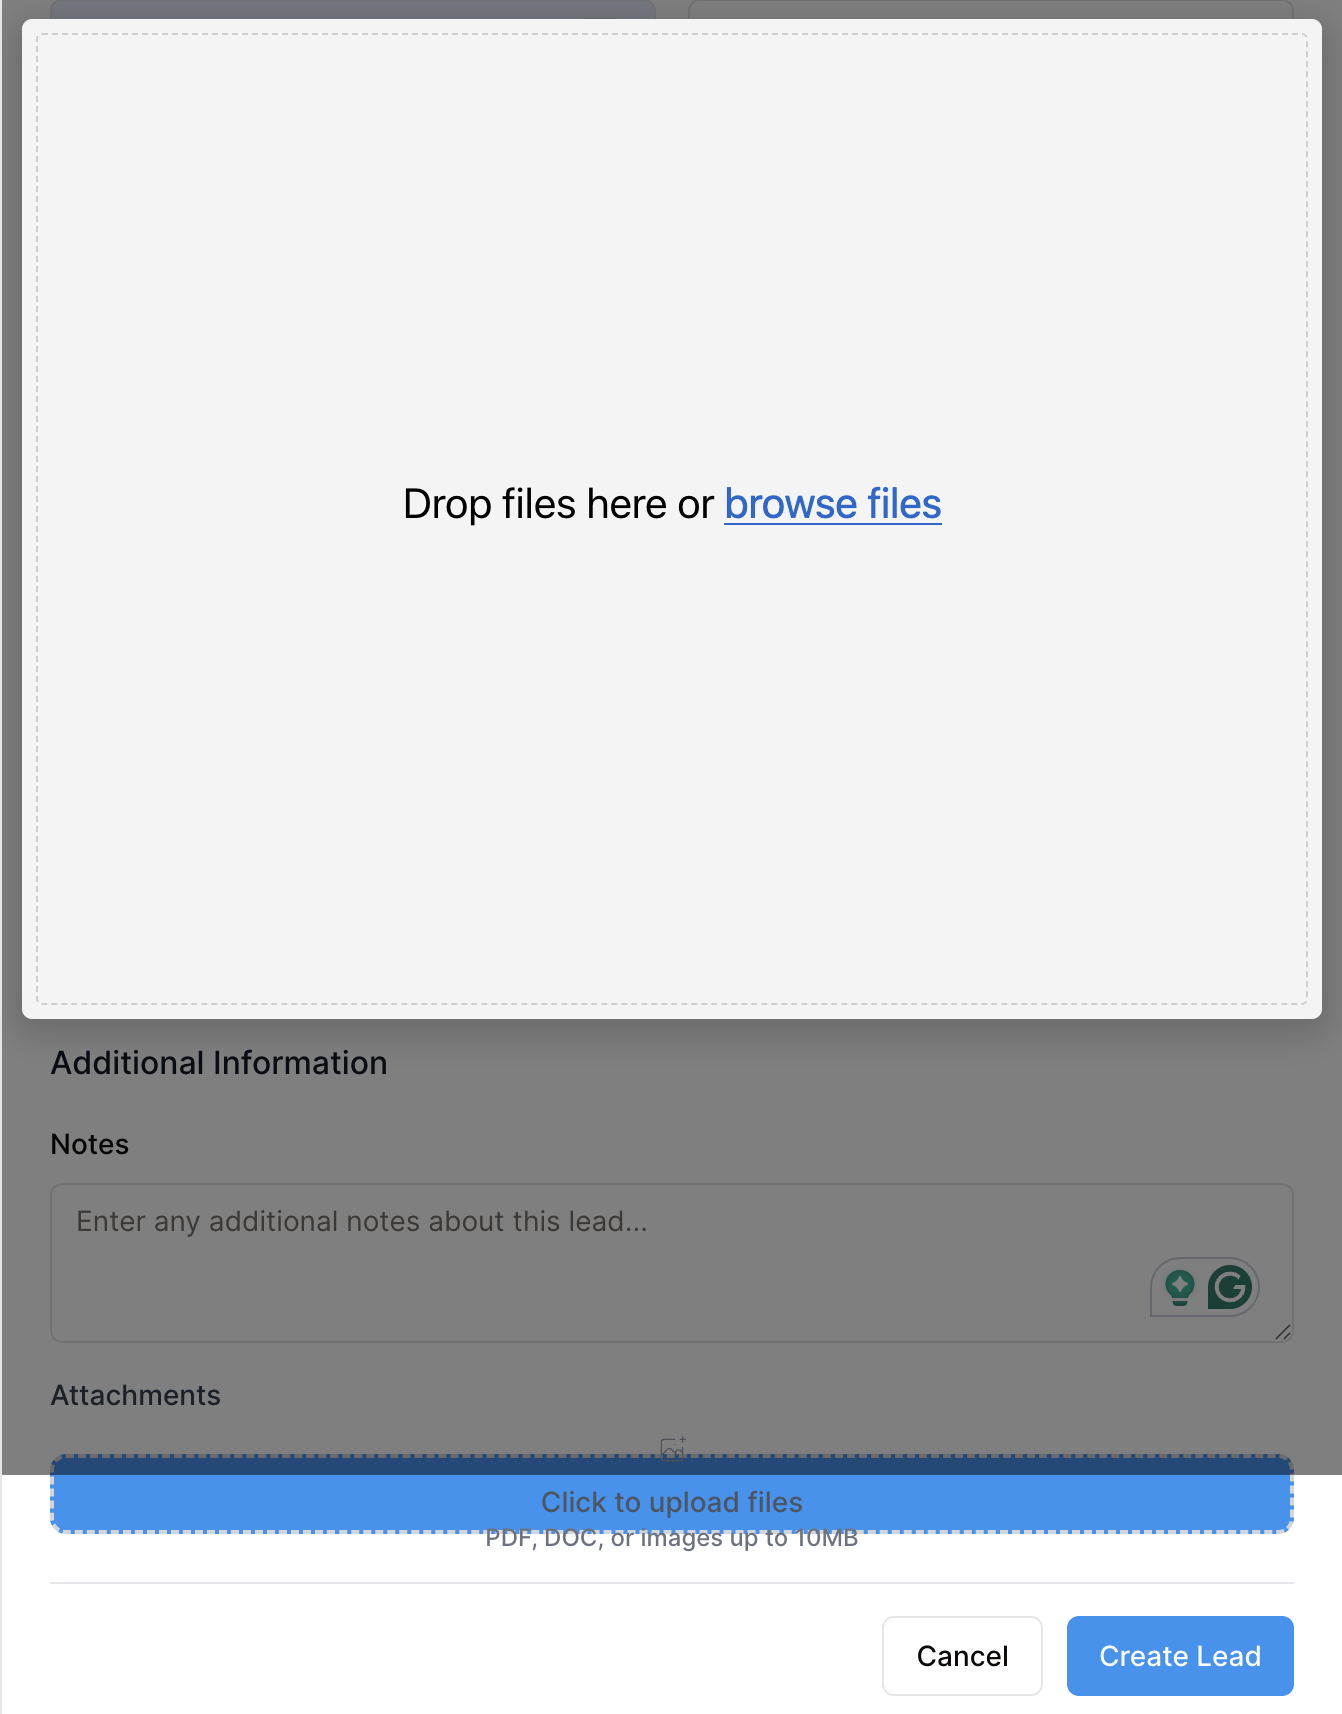 Drop files here or browse files
Additional Information
Notes
Enter any additional notes about this lead...
Attachments
Click to upload files
PDF, DOC, or images up to 10MB
Cancel
Create Lead